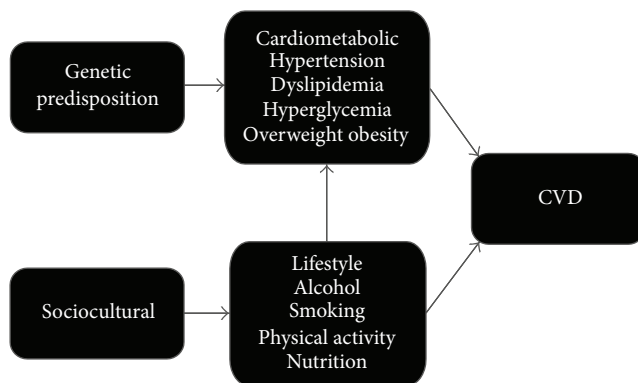 Genetic
predisposition
Cardiometabolic
Hypertension
Dyslipidemia
Hyperglycemia
Overweight obesity
CVD
Sociocultural
Lifestyle
Alcohol
Smoking
Physical activity
Nutrition